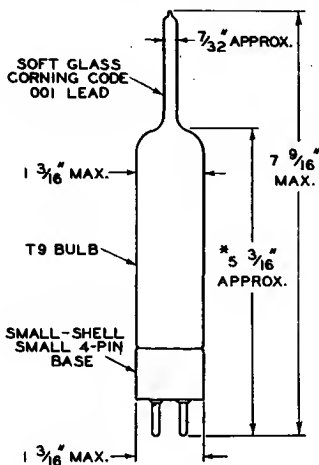 7/32" APPROX.
SOFT GLASS
CORNING CODE
001 LEAD
7 9/16"
MAX.
1 3/16" MAX.
*5 3/16"
APPROX.
T9 BULB
SMALL-SHELL
SMALL 4-PIN
BASE
1 3/16" MAX.